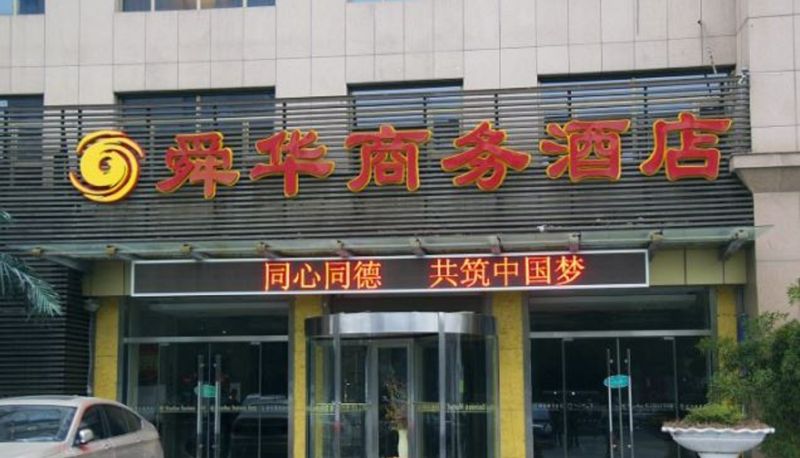 舜华商务酒店
同心同德 共筑中国梦